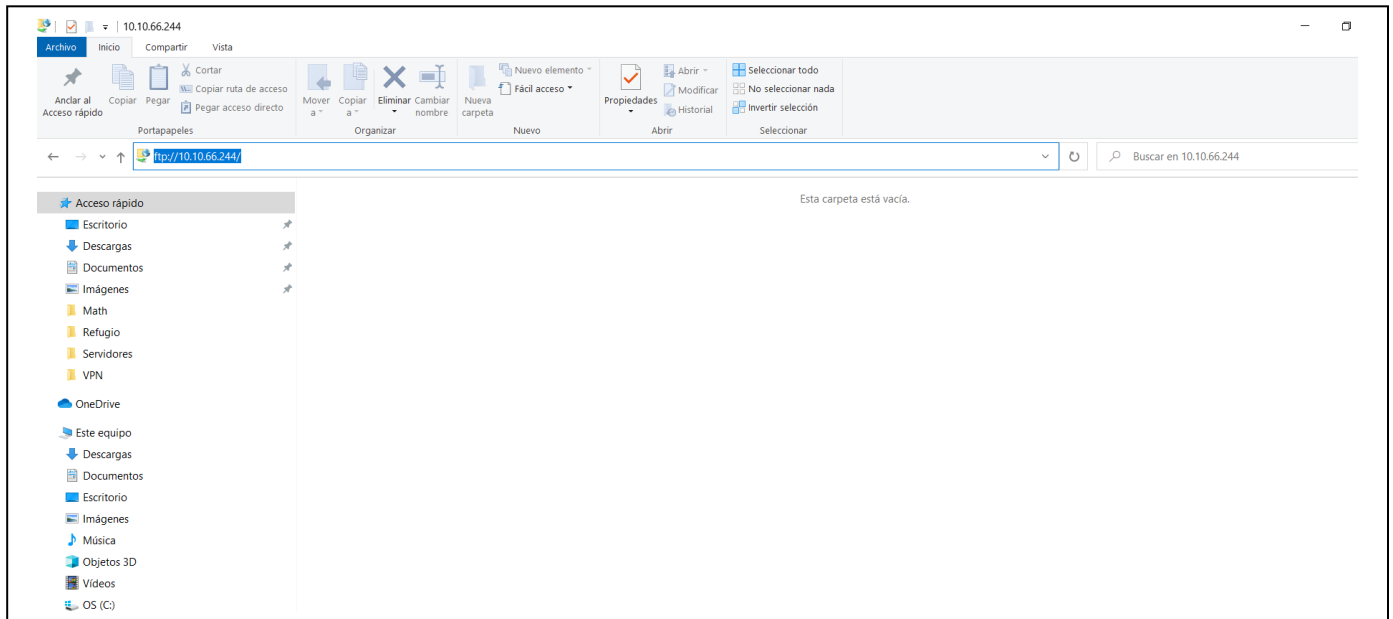 10.10.66.244
Archivo Inicio Compartir Vista
Anclar al Acceso rápido
Copiar
Pegar
Cortar
Copiar ruta de acceso
Pegar acceso directo
Portapapeles
Mover a
Copiar a
Eliminar
Cambiar nombre
Organizar
Nueva carpeta
Nuevo elemento
Fácil acceso
Nuevo
Propiedades
Abrir
Modificar
Historial
Abrir
Seleccionar todo
No seleccionar nada
Invertir selección
Seleccionar
ftp://10.10.66.244/
Buscar en 10.10.66.244
Acceso rápido
Escritorio
Descargas
Documentos
Imágenes
Math
Refugio
Servidores
VPN
OneDrive
Este equipo
Descargas
Documentos
Escritorio
Imágenes
Música
Objetos 3D
Vídeos
OS (C:)
Esta carpeta está vacía.